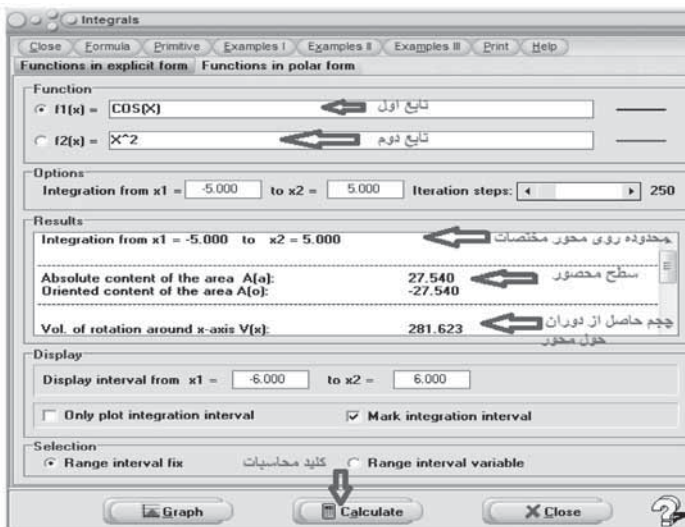 Integrals
Close Formula Primitive Examples I Examples II Examples III Print Help
Functions in explicit form Functions in polar form
Function
f1(x) = COS(X) تابع اول
f2(x) = X^2 تابع دوم
Options
Integration from x1 = -5.000 to x2 = 5.000 Iteration steps: 250
Results
Integration from x1 = -5.000 to x2 = 5.000 محدوده روی محور مختصات
Absolute content of the area A(a): 27.540 سطح محصور
Oriented content of the area A(o): -27.540
Vol. of rotation around x-axis V(x): 281.623 حجم حاصل از دوران
حول محور
Display
Display interval from x1 = -6.000 to x2 = 6.000
Only plot integration interval Mark integration interval
Selection
Range interval fix کلید محاسبات Range interval variable
Graph Calculate Close ?